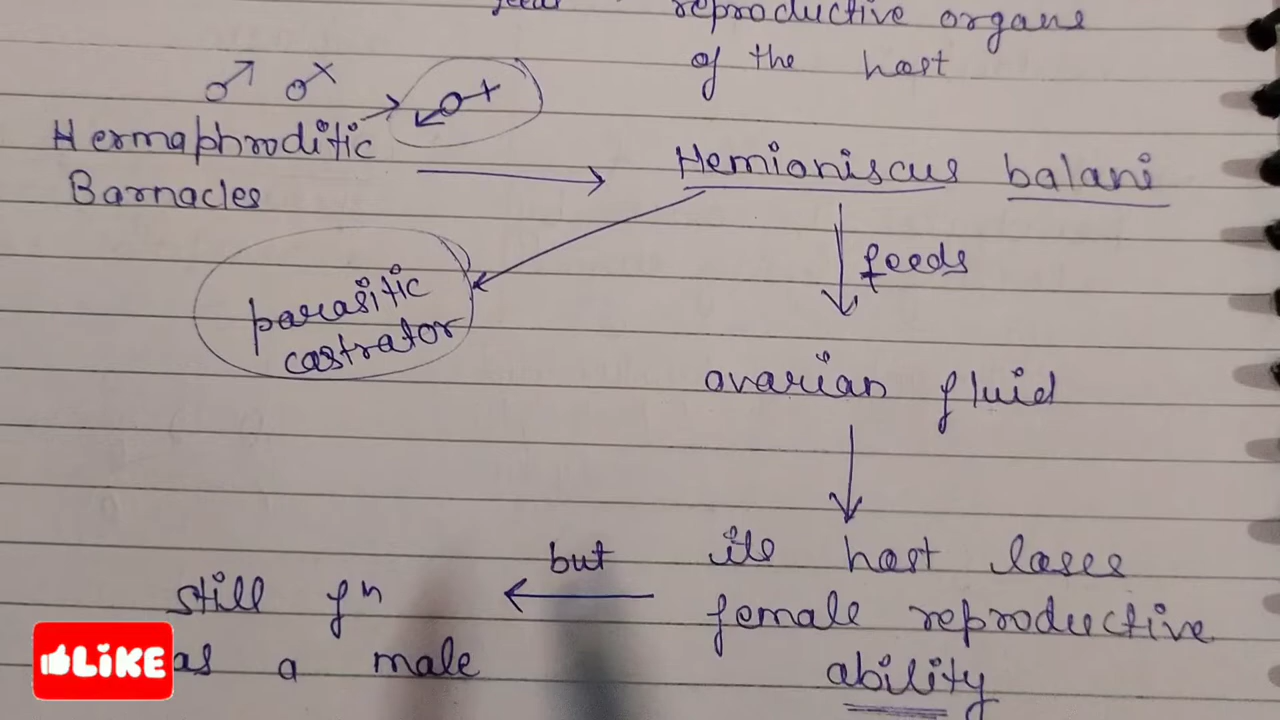 feeds reproductive organs
of the host
♂ ♀
Hermaphroditic
Barnacles
Hemioniscus balani
feeds
parasitic
castrator
ovarian fluid
its host loses
but
female reproductive
ability
still fn
as a male
LIKE